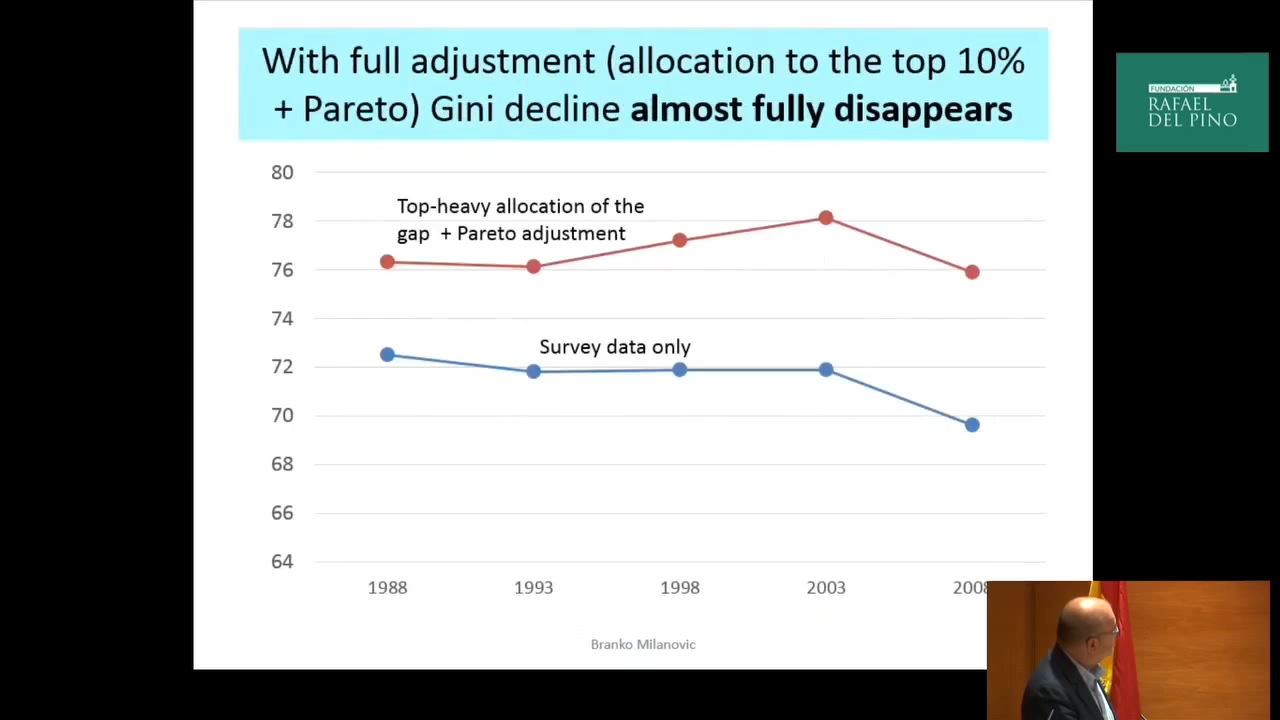 With full adjustment (allocation to the top 10%
+ Pareto) Gini decline almost fully disappears
FUNDACIÓN
RAFAEL
DEL PINO
80
Top-heavy allocation of the
gap + Pareto adjustment
78
76
74
Survey data only
72
70
68
66
64
1988 1993 1998 2003 2008
Branko Milanovic